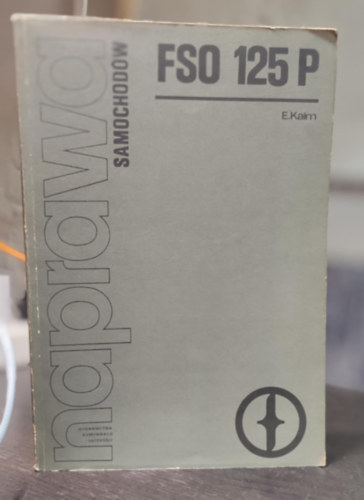 FSO 125 P
E.Kaim
naprawa
SAMOCHODÓW